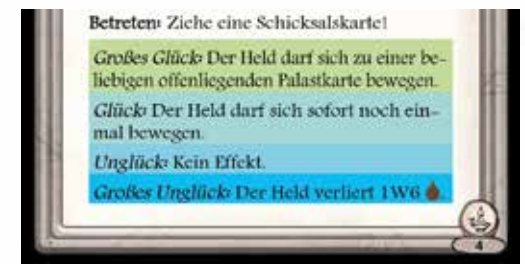 Betreten: Ziehe eine Schicksalskarte!
Großes Glück: Der Held darf sich zu einer be-
liebigen offenliegenden Palastkarte bewegen.
Glück: Der Held darf sich sofort noch ein-
mal bewegen.
Unglück: Kein Effekt.
Großes Unglück: Der Held verliert 1W6 .
4